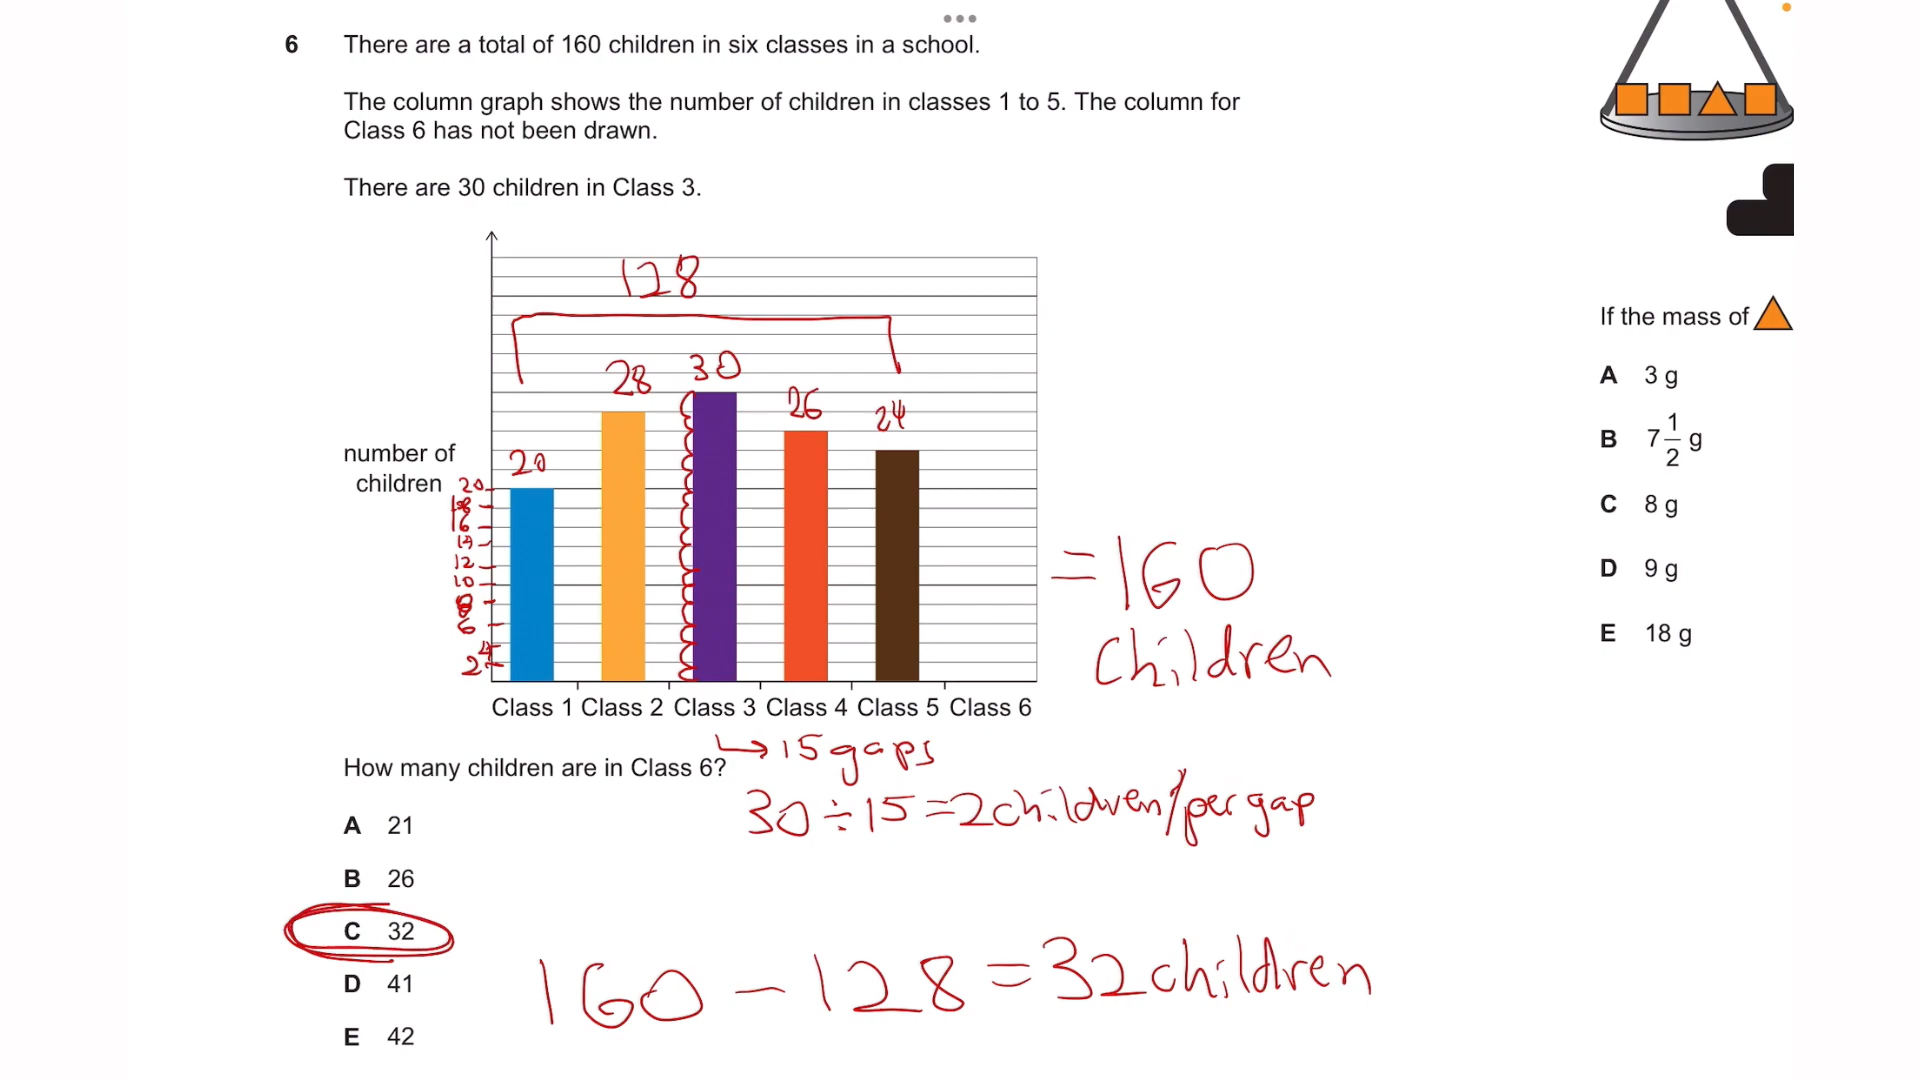 6 There are a total of 160 children in six classes in a school.
The column graph shows the number of children in classes 1 to 5. The column for
Class 6 has not been drawn.
There are 30 children in Class 3.
128
28 30
26
24
20
number of
children
20
18
16
14
12
10
8
6
4
2
= 160
children
Class 1 Class 2 Class 3 Class 4 Class 5 Class 6
→ 15 gaps
How many children are in Class 6?
30 ÷ 15 = 2 children/per gap
A 21
B 26
C 32
D 41
E 42
160 - 128 = 32 children
If the mass of
A 3 g
B 7 1/2 g
C 8 g
D 9 g
E 18 g